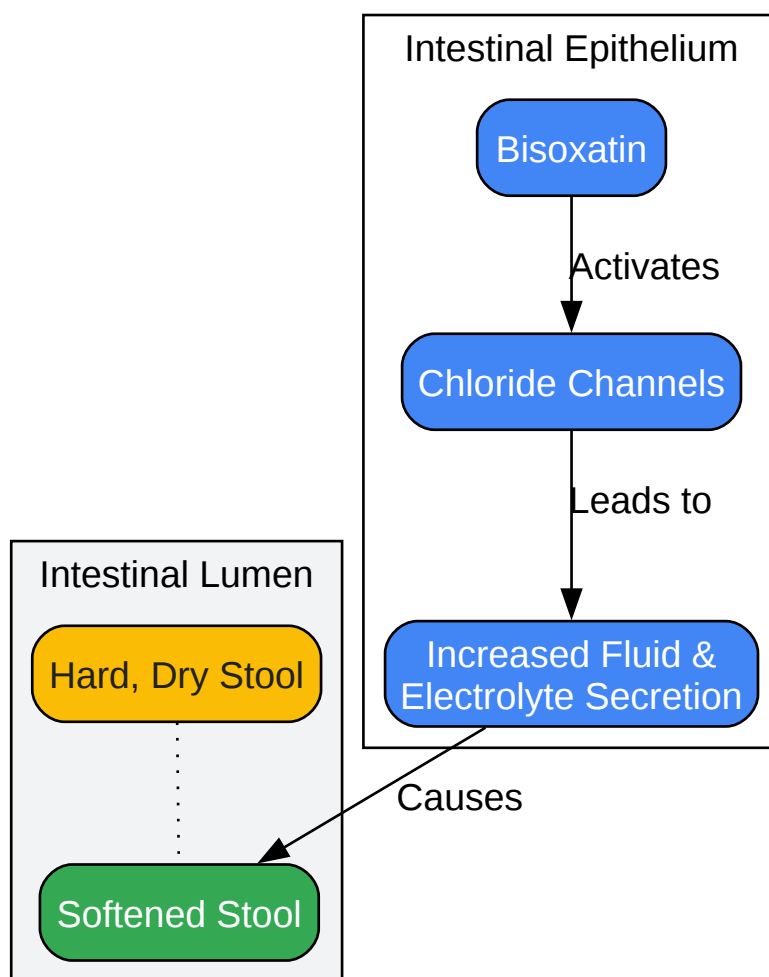 Intestinal Epithelium
Bisoxatin
Activates
Chloride Channels
Leads to
Increased Fluid &
Electrolyte Secretion
Causes
Intestinal Lumen
Hard, Dry Stool
Softened Stool